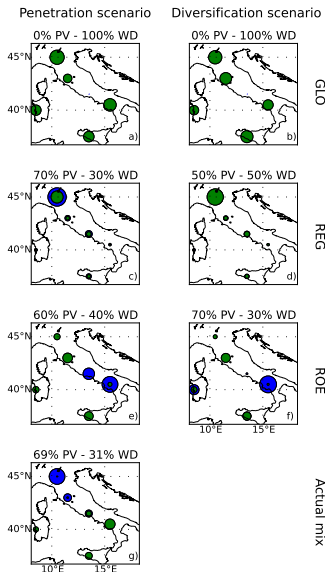 Penetration scenario Diversification scenario
0% PV - 100% WD 0% PV - 100% WD
45°N
40°N
a) b)
GLO
70% PV - 30% WD 50% PV - 50% WD
45°N
40°N
c) d)
REG
60% PV - 40% WD 70% PV - 30% WD
45°N
40°N
e) f)
10°E 15°E
ROE
69% PV - 31% WD
45°N
40°N
g)
10°E 15°E
Actual mix